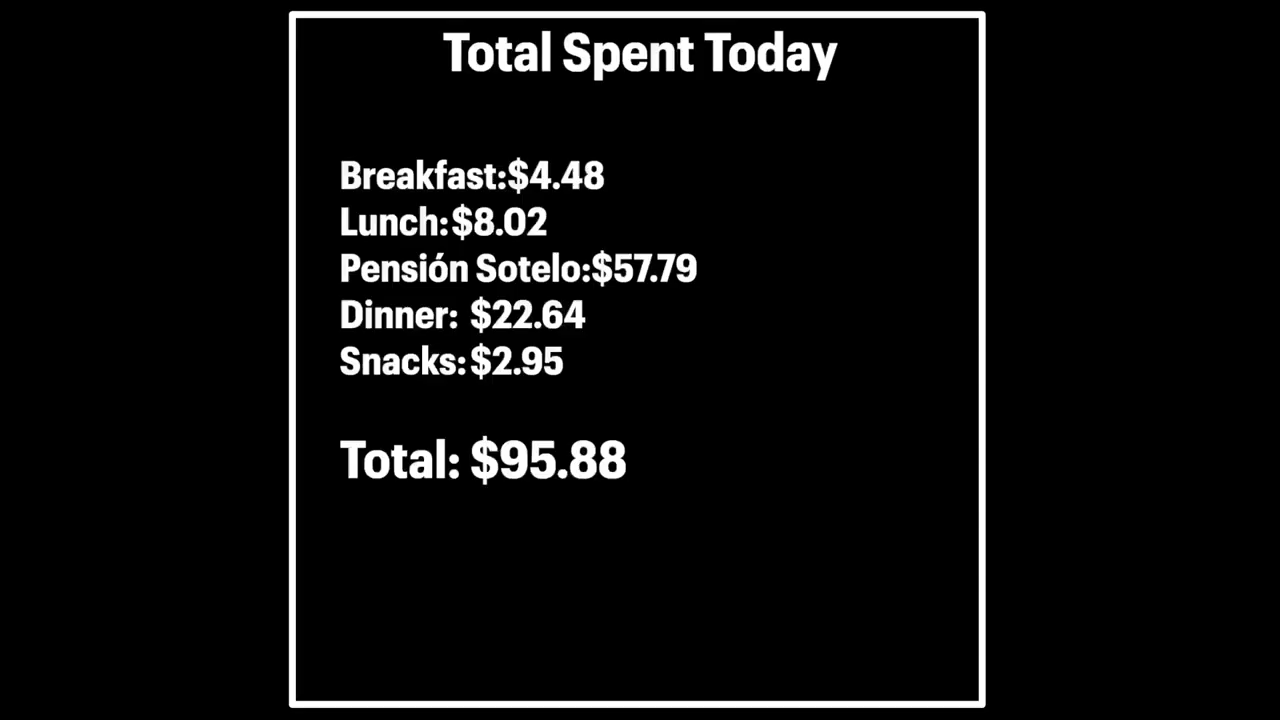 Total Spent Today
Breakfast:$4.48
Lunch:$8.02
Pensión Sotelo:$57.79
Dinner: $22.64
Snacks:$2.95
Total: $95.88